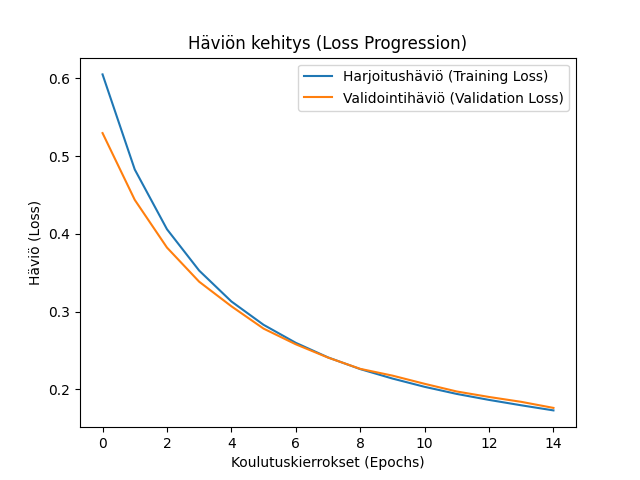 Häviön kehitys (Loss Progression)
Harjoitushäviö (Training Loss)
Validointihäviö (Validation Loss)
Häviö (Loss)
0.6
0.5
0.4
0.3
0.2
0 2 4 6 8 10 12 14
Koulutuskierrokset (Epochs)